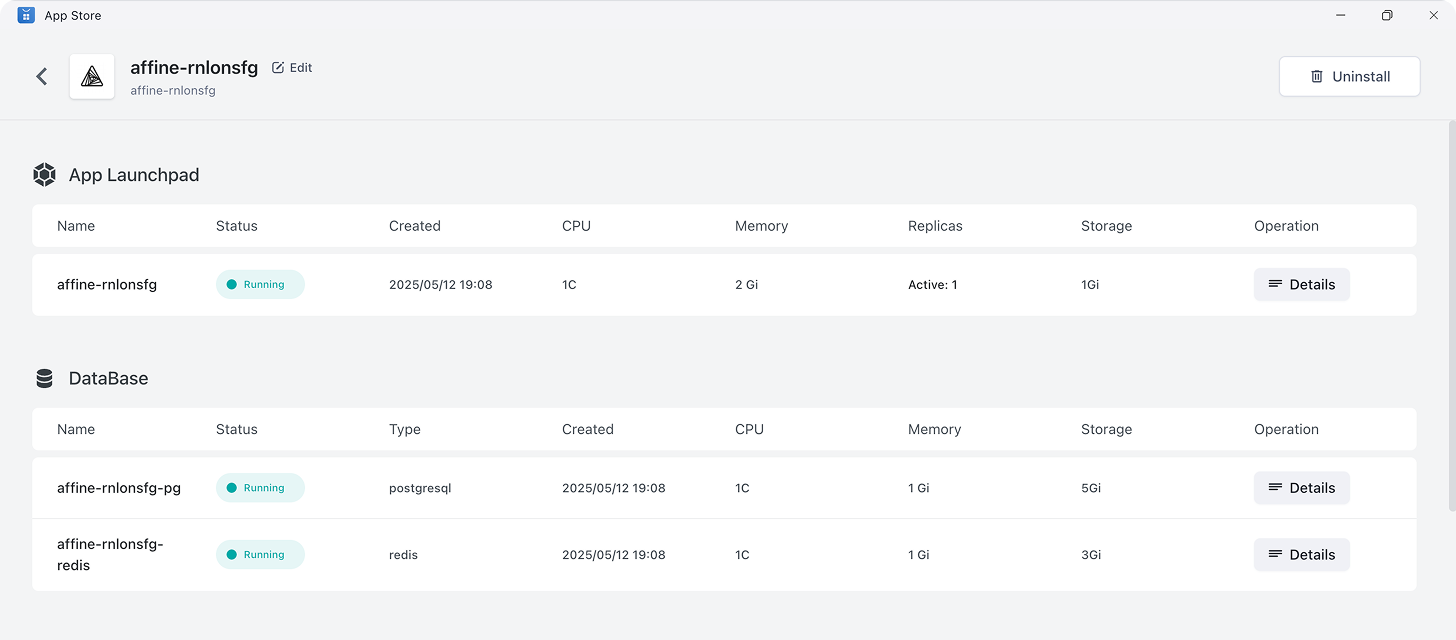 App Store
affine-rnlonsfg Edit
affine-rnlonsfg
Uninstall
App Launchpad
Name Status Created CPU Memory Replicas Storage Operation
affine-rnlonsfg Running 2025/05/12 19:08 1C 2 Gi Active: 1 1Gi Details
DataBase
Name Status Type Created CPU Memory Storage Operation
affine-rnlonsfg-pg Running postgresql 2025/05/12 19:08 1C 1 Gi 5Gi Details
affine-rnlonsfg-
redis Running redis 2025/05/12 19:08 1C 1 Gi 3Gi Details